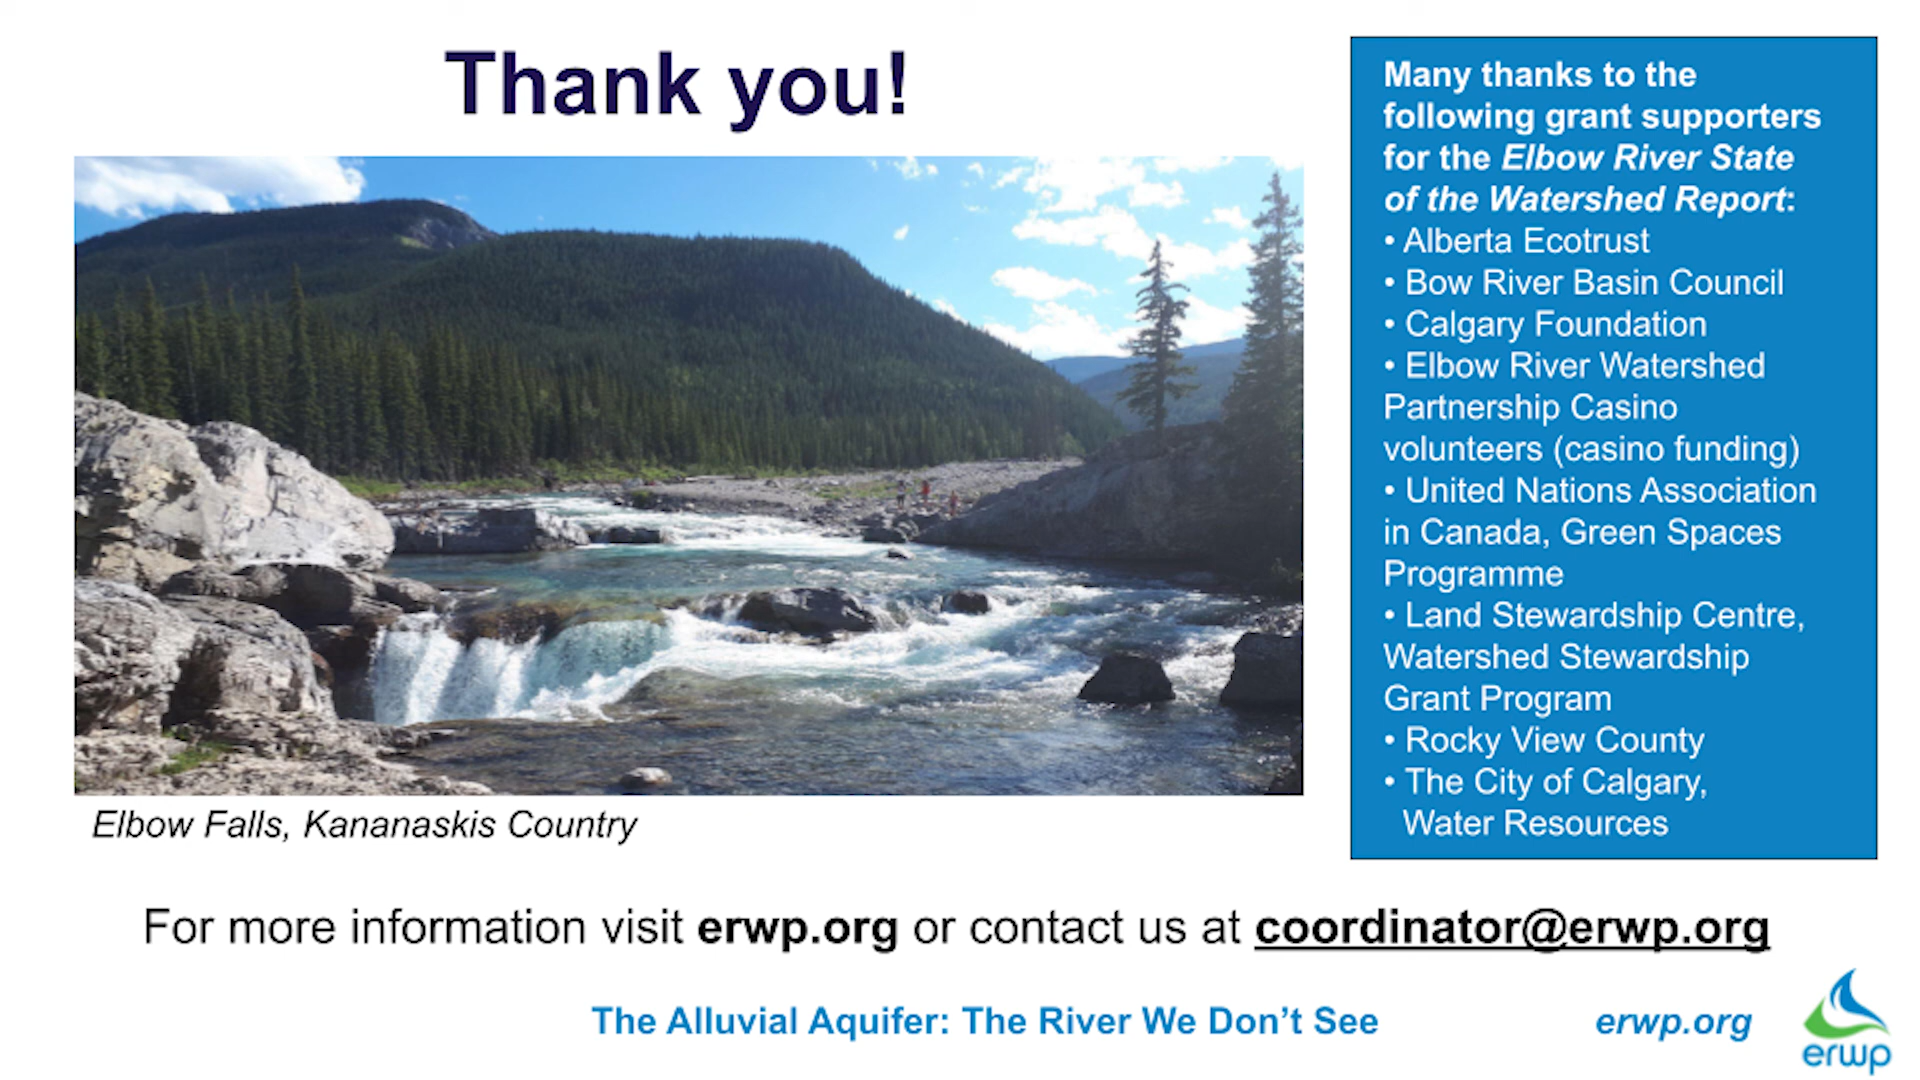 Thank you!
Many thanks to the
following grant supporters
for the Elbow River State
of the Watershed Report:
• Alberta Ecotrust
• Bow River Basin Council
• Calgary Foundation
• Elbow River Watershed
Partnership Casino
volunteers (casino funding)
• United Nations Association
in Canada, Green Spaces
Programme
• Land Stewardship Centre,
Watershed Stewardship
Grant Program
• Rocky View County
• The City of Calgary,
Water Resources
Elbow Falls, Kananaskis Country
For more information visit erwp.org or contact us at coordinator@erwp.org
The Alluvial Aquifer: The River We Don’t See
erwp.org
erwp